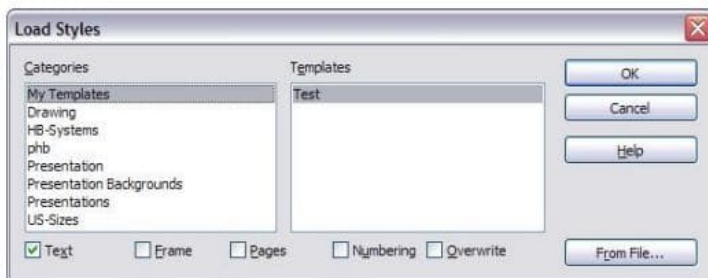 Load Styles
Categories
Templates
My Templates
Drawing
HB-Systems
phb
Presentation
Presentation Backgrounds
Presentations
US-Sizes
Test
OK
Cancel
Help
Text Frame Pages Numbering Overwrite
From File...